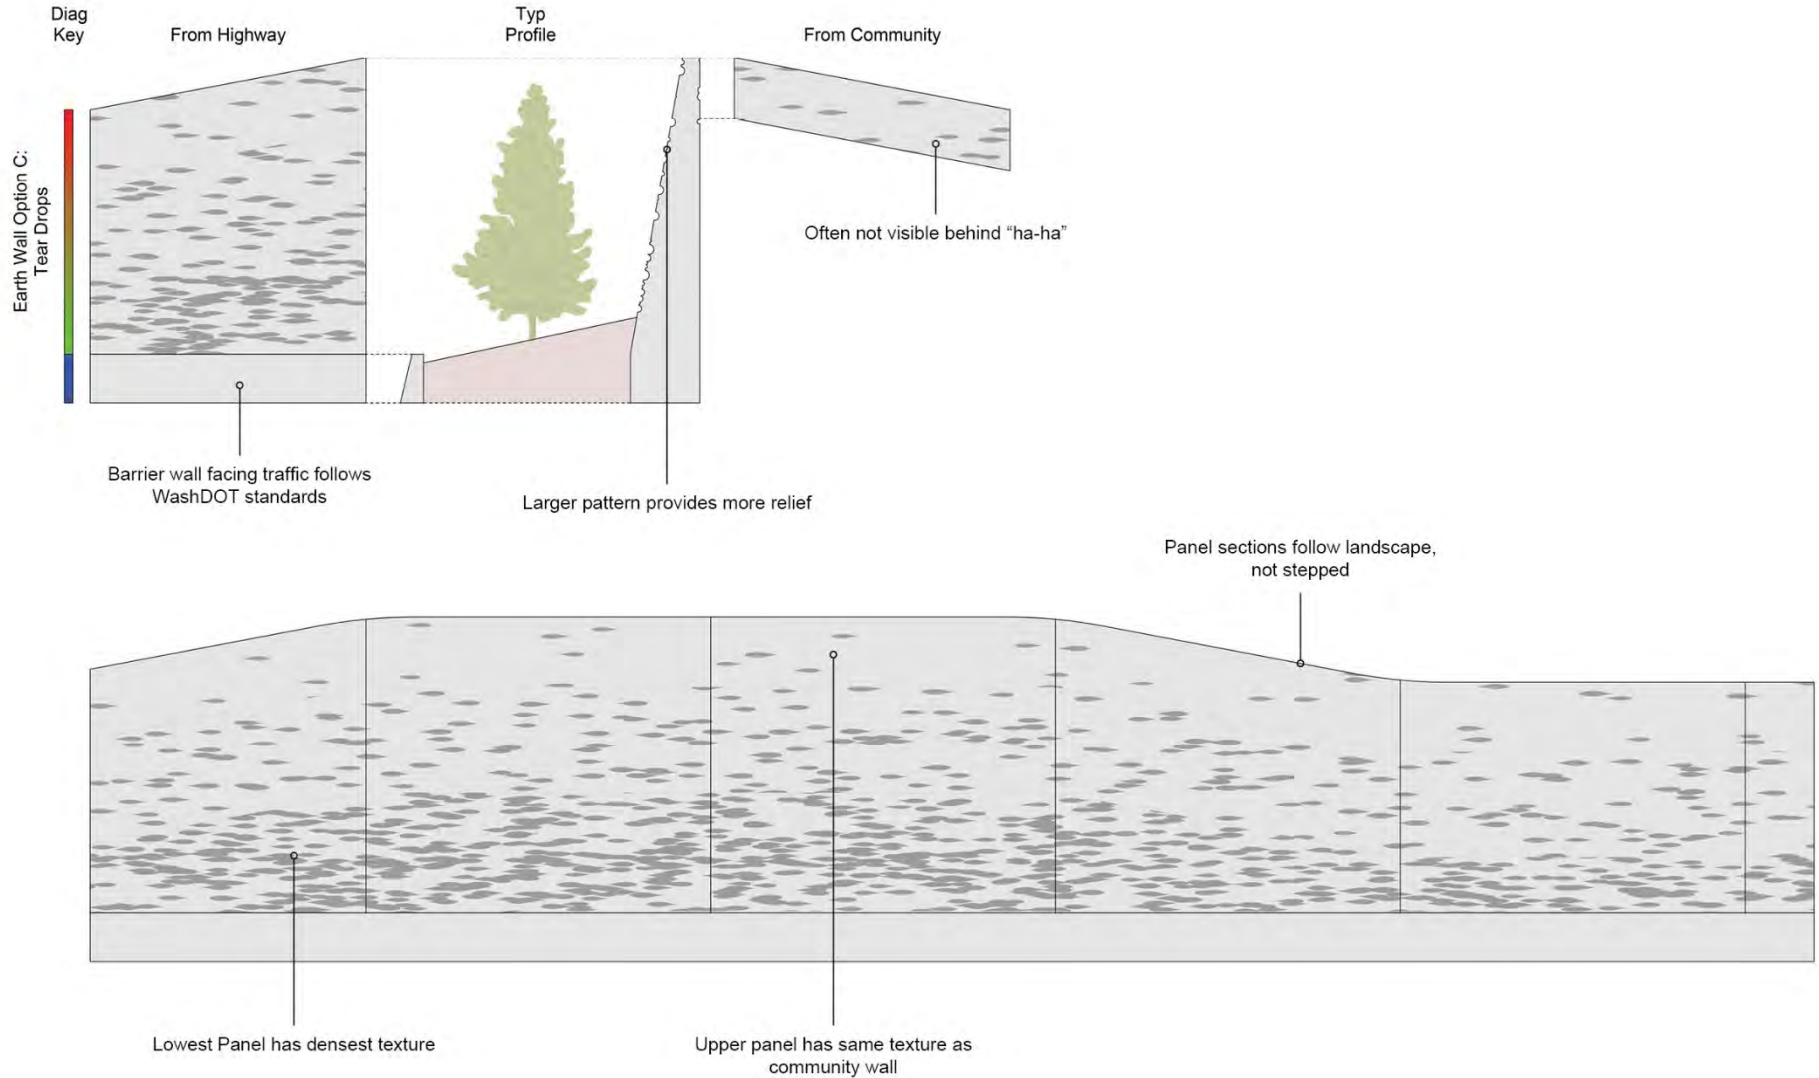 Diag
Key
From Highway
Typ
Profile
From Community
Earth Wall Option C:
Tear Drops
Often not visible behind “ha-ha”
Barrier wall facing traffic follows
WashDOT standards
Larger pattern provides more relief
Panel sections follow landscape,
not stepped
Lowest Panel has densest texture
Upper panel has same texture as
community wall